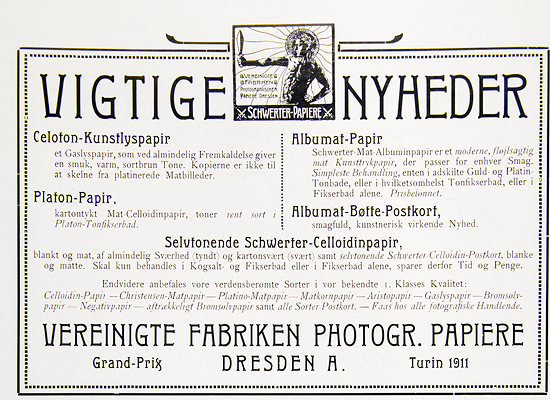 VIGTIGE NYHEDER
VEREINIGTE
FABRIKEN
PHOTOGRAPHISCHER
PAPIERE DRESDEN
SCHWERTER-PAPIERE
Celoton-Kunstlyspapir
et Gaslyspapir, som ved almindelig Fremkaldelse giver
en smuk, varm, sortbrun Tone. Kopierne er ikke til
at skelne fra platinerede Matbilleder.
Platon-Papir,
kartontykt Mat-Celloidinpapir, toner rent sort i
Platon-Tonfikserbad.
Albumat-Papir
Schwerter-Mat-Albuminpapir er et moderne, fløjlsagtig
mat Kunsttrykpapir, der passer for enhver Smag.
Simpleste Behandling, enten i adskilte Guld- og Platin-
Tonbade, eller i hvilketsomhelst Tonfikserbad, eller i
Fikserbad alene. Prisbelønnet.
Albumat-Bøtte-Postkort,
smagfuld, kunstnerisk virkende Nyhed.
Selvtonende Schwerter-Celloidinpapir,
blankt og mat, af almindelig Sværhed (tyndt) og kartonsvært (svært) samt selvtonende Schwerter-Celloidin-Postkort, blanke
og matte. Skal kun behandles i Kogsalt- og Fikserbad eller i Fikserbad alene, sparer derfor Tid og Penge.
Endvidere anbefales vore verdensberømte Sorter i vor bekendte 1. Klasses Kvalitet:
Celloidin-Papir — Christensen-Matpapir — Platino-Matpapir — Matkornpapir — Aristopapir — Gaslyspapir — Bromsølv-
papir — Negativpapir — aftrækkeligt Bromsølvpapir samt alle Sorter Postkort. — Faas hos alle fotografiske Handlende.
VEREINIGTE FABRIKEN PHOTOGR. PAPIERE
Grand-Prix DRESDEN A. Turin 1911